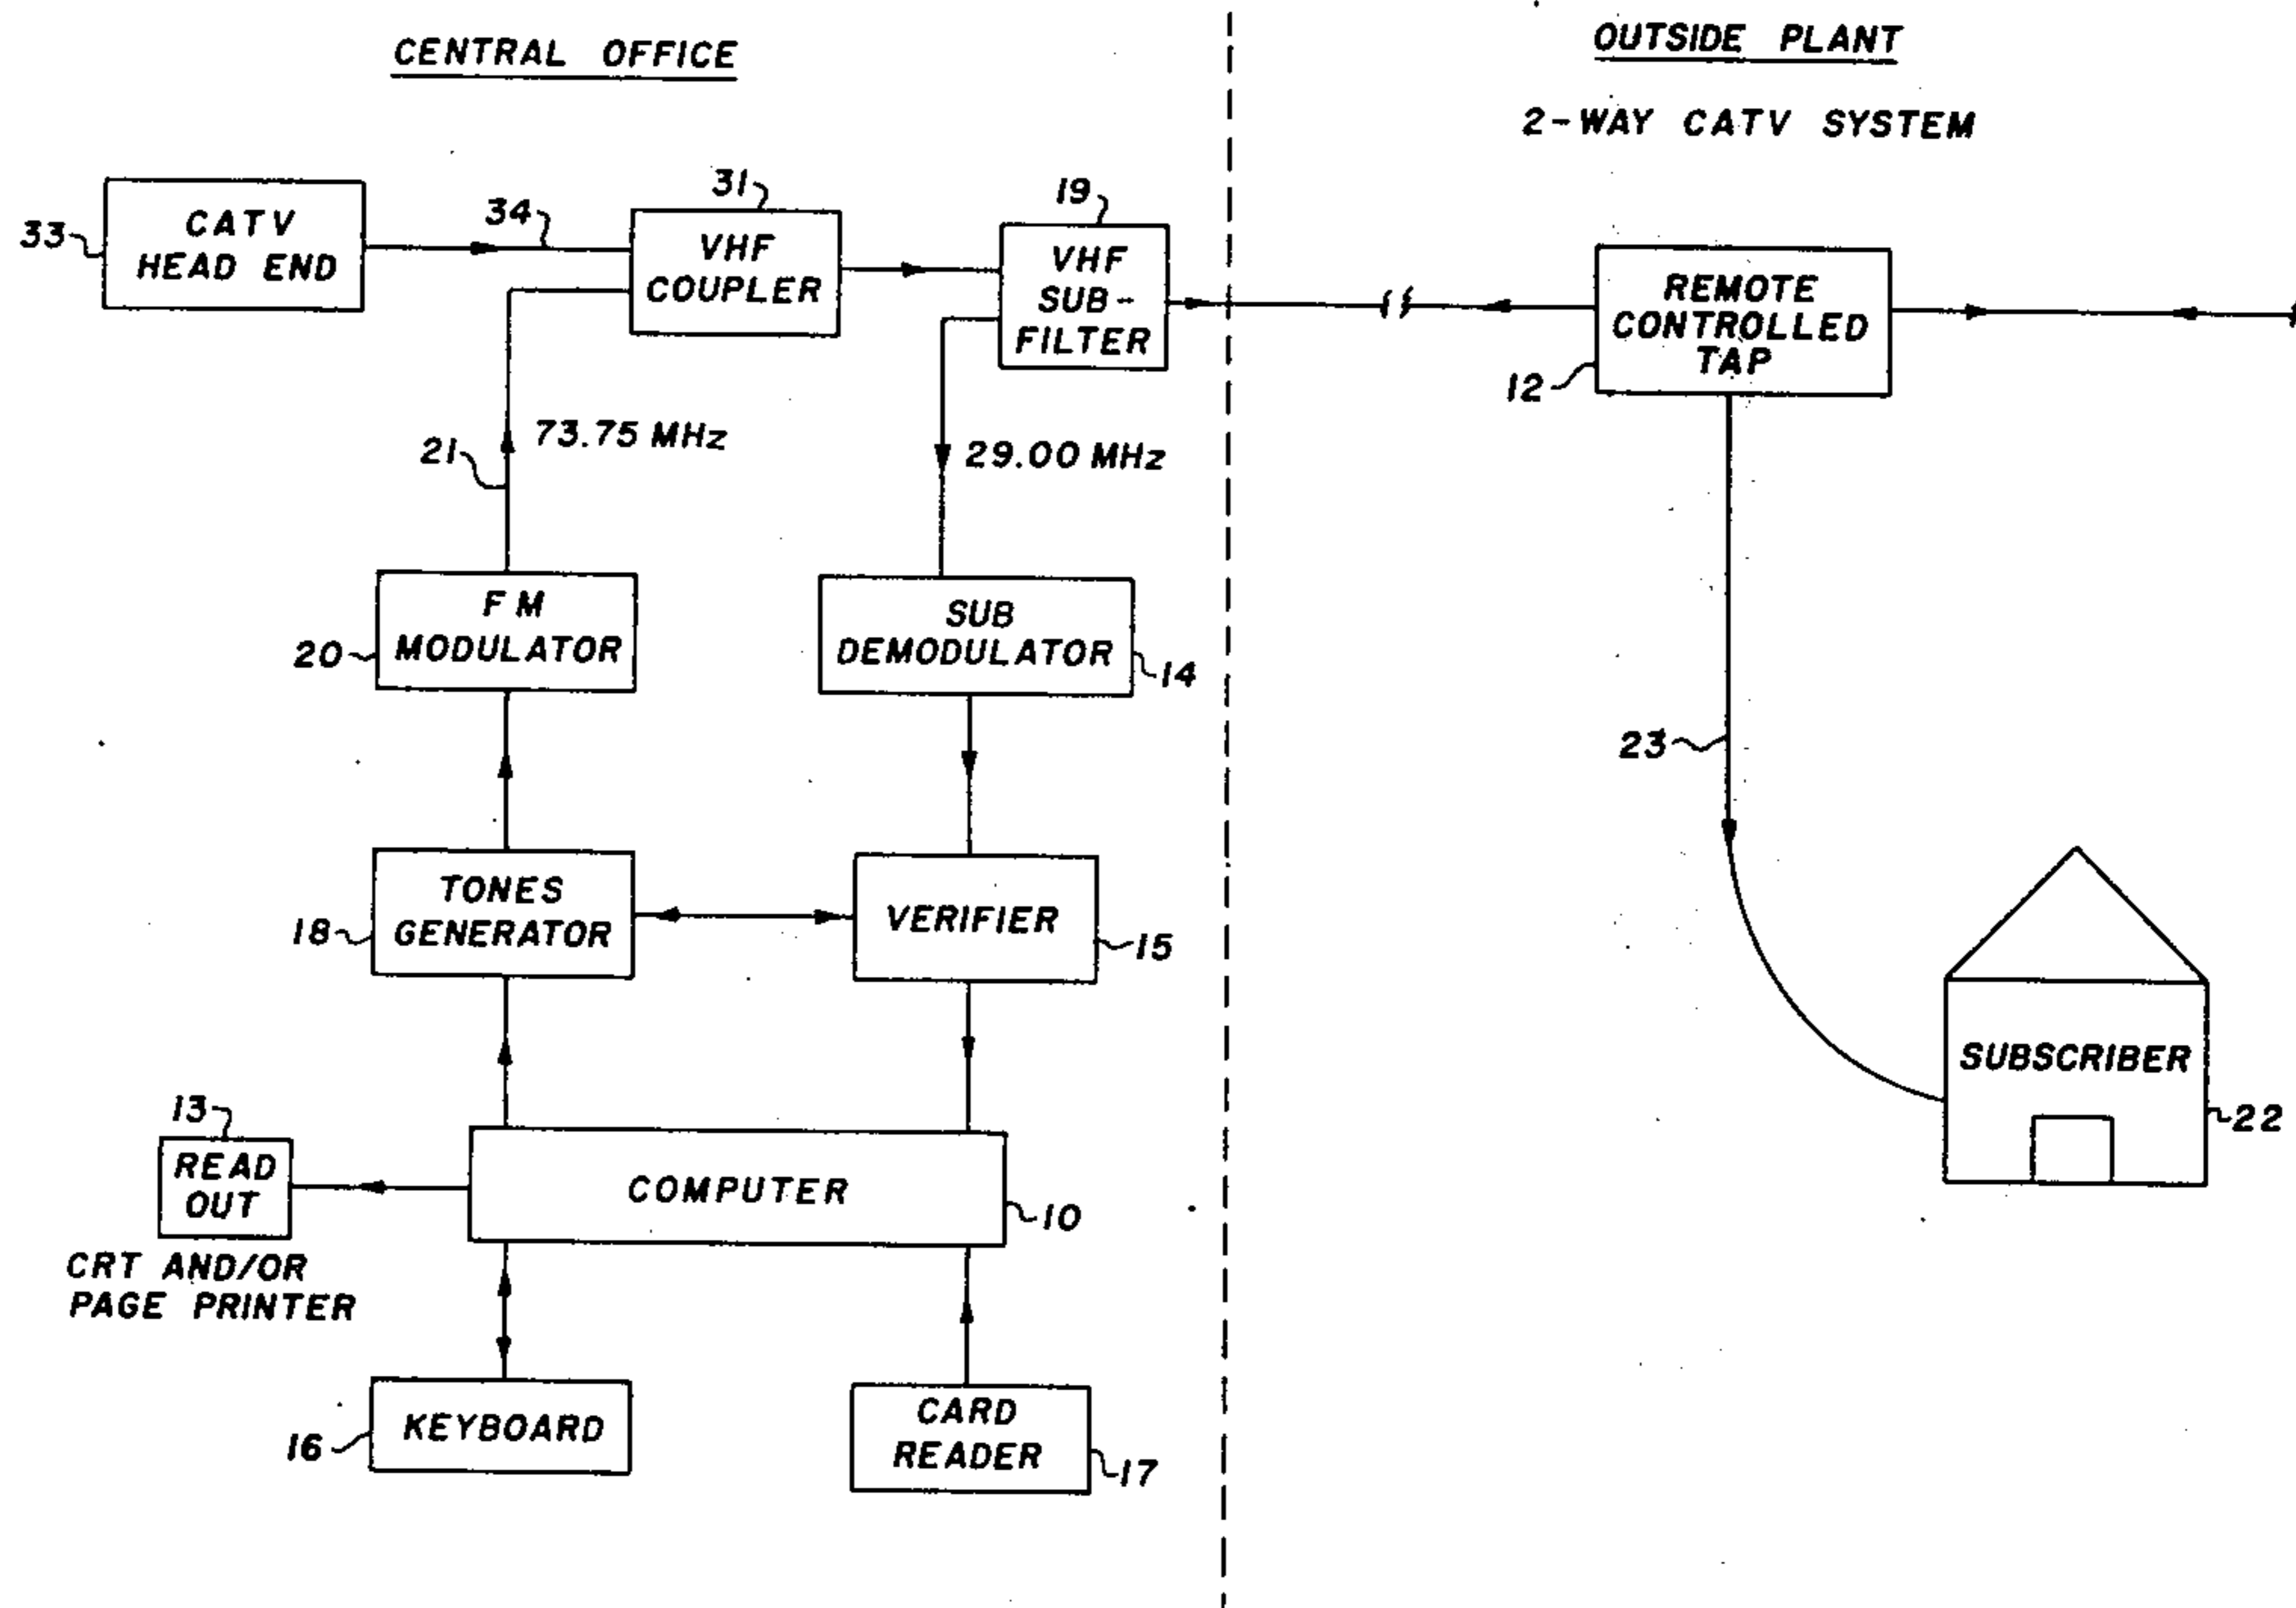 CENTRAL OFFICE
OUTSIDE PLANT
2-WAY CATV SYSTEM
33
CATV
HEAD END
34
31
VHF
COUPLER
19
VHF
SUB-
FILTER
REMOTE
CONTROLLED
TAP
12
21
73.75 MHz
29.00 MHz
FM
MODULATOR
20
SUB
DEMODULATOR
14
23
TONES
GENERATOR
18
VERIFIER
15
SUBSCRIBER
22
13
READ
OUT
CRT AND/OR
PAGE PRINTER
COMPUTER
10
KEYBOARD
16
CARD
READER
17